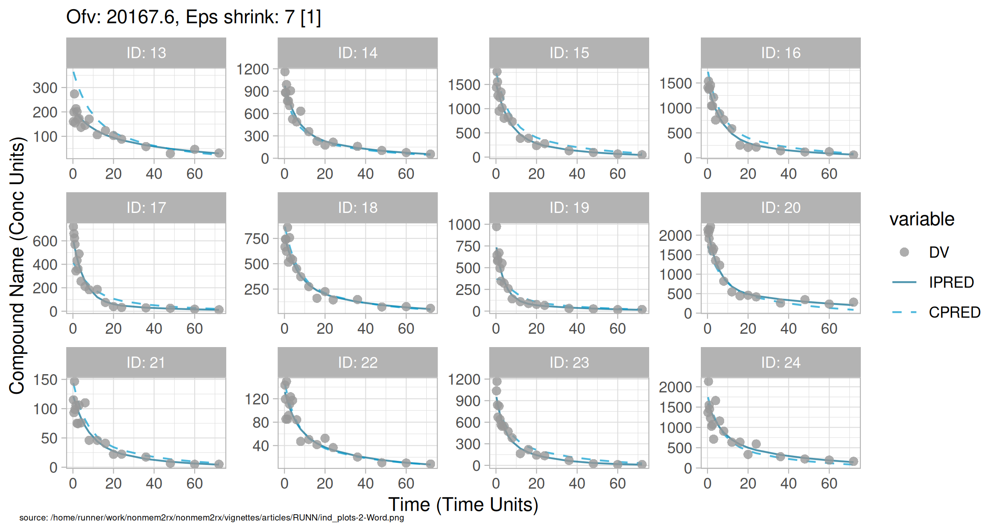 Ofv: 20167.6, Eps shrink: 7 [1]
Compound Name (Conc Units)
ID: 13
300
200
100
0 20 40 60
ID: 14
1200
900
600
300
0
0 20 40 60
ID: 15
1500
1000
500
0
0 20 40 60
ID: 16
1500
1000
500
0
0 20 40 60
ID: 17
600
400
200
0
0 20 40 60
ID: 18
750
500
250
0 20 40 60
ID: 19
1000
750
500
250
0
0 20 40 60
ID: 20
2000
1500
1000
500
0
0 20 40 60
ID: 21
150
100
50
0
0 20 40 60
ID: 22
120
80
40
0 20 40 60
ID: 23
1200
900
600
300
0
0 20 40 60
ID: 24
2000
1500
1000
500
0
0 20 40 60
variable
DV
IPRED
CPRED
Time (Time Units)
source: /home/runner/work/nonmem2rx/nonmem2rx/vignettes/articles/RUNN/ind_plots-2-Word.png